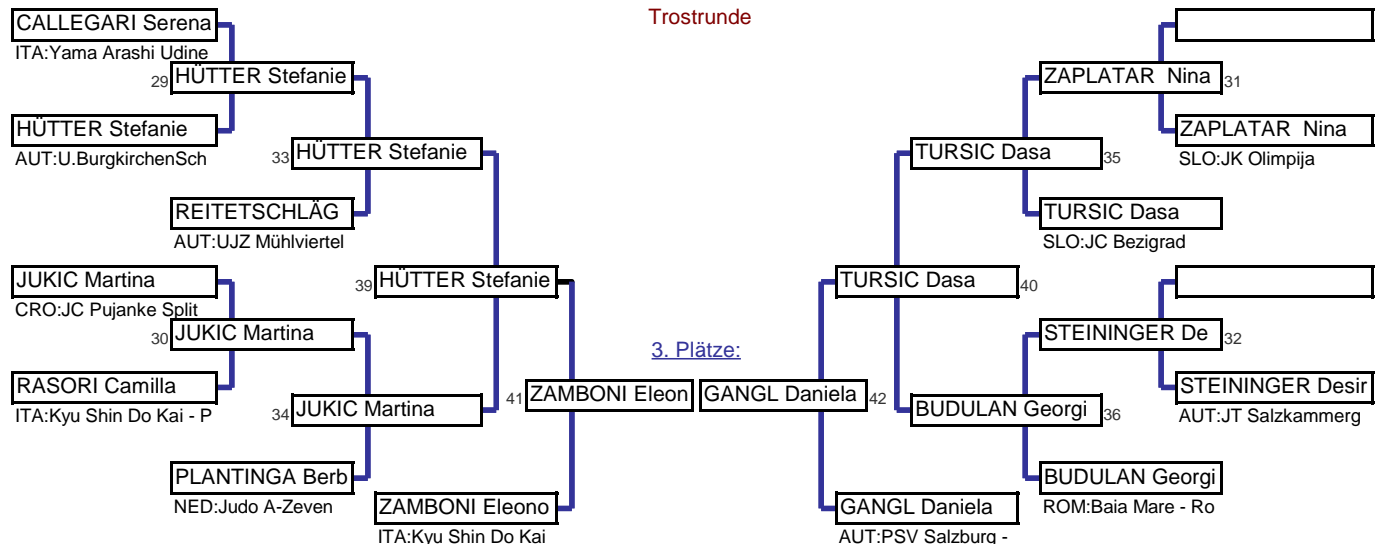 Trostrunde
CALLEGARI Serena
ITA:Yama Arashi Udine
29 HÜTTER Stefanie
HÜTTER Stefanie
AUT:U.BurgkirchenSch
33 HÜTTER Stefanie
REITETSCHLÄG
AUT:UJZ Mühlviertel
39 HÜTTER Stefanie
JUKIC Martina
CRO:JC Pujanke Split
30 JUKIC Martina
RASORI Camilla
ITA:Kyu Shin Do Kai - P
34 JUKIC Martina
PLANTINGA Berb
NED:Judo A-Zeven
41 ZAMBONI Eleon
ZAMBONI Eleono
ITA:Kyu Shin Do Kai
3. Plätze:
ZAPLATAR  Nina 31
ZAPLATAR  Nina
SLO:JK Olimpija
TURSIC Dasa 35
TURSIC Dasa
SLO:JC Bezigrad
TURSIC Dasa 40
STEININGER De 32
STEININGER Desir
AUT:JT Salzkammerg
GANGL Daniela 42
BUDULAN Georgi 36
BUDULAN Georgi
ROM:Baia Mare - Ro
GANGL Daniela
AUT:PSV Salzburg -